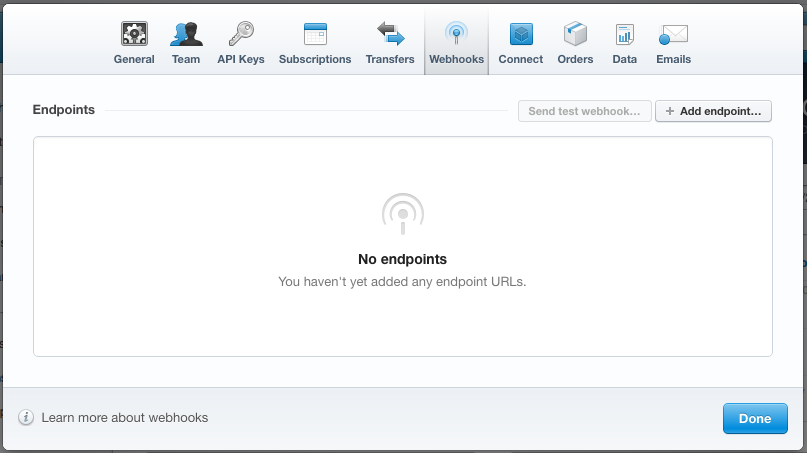 General Team API Keys Subscriptions Transfers Webhooks Connect Orders Data Emails
Endpoints Send test webhook... + Add endpoint...
No endpoints
You haven't yet added any endpoint URLs.
Learn more about webhooks Done